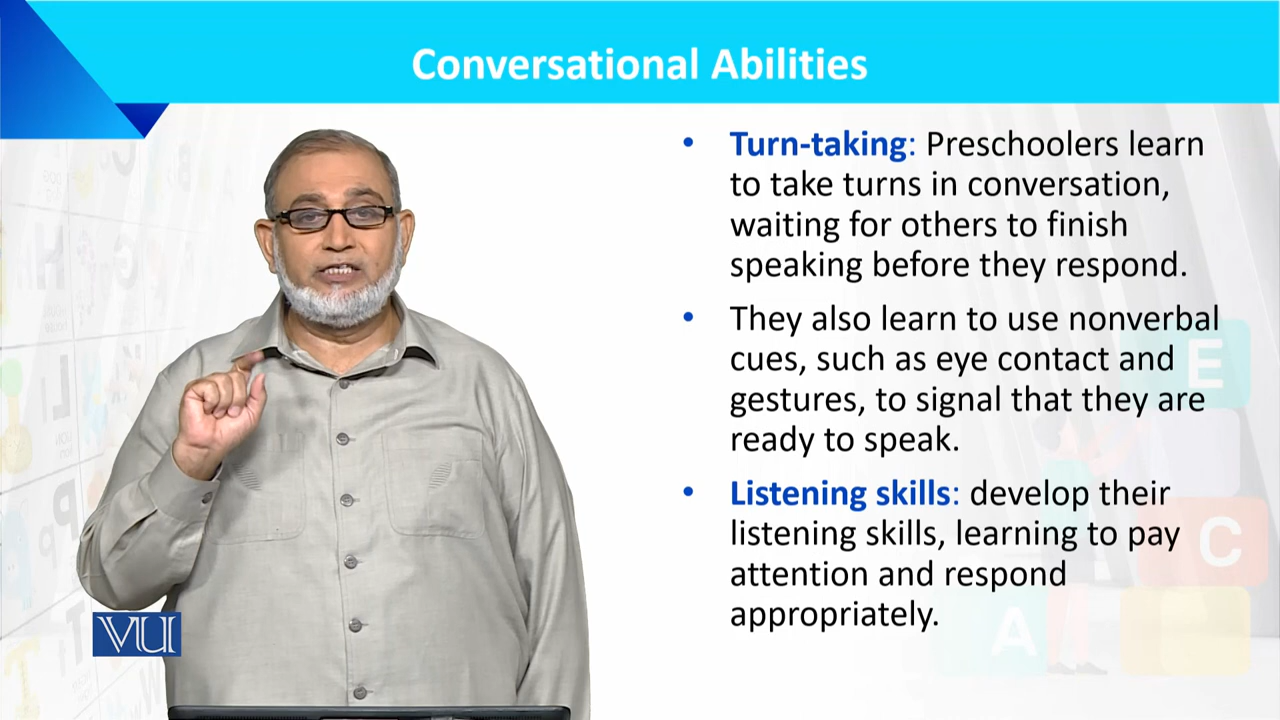 Conversational Abilities
• Turn-taking: Preschoolers learn
to take turns in conversation,
waiting for others to finish
speaking before they respond.
• They also learn to use nonverbal
cues, such as eye contact and
gestures, to signal that they are
ready to speak.
• Listening skills: develop their
listening skills, learning to pay
attention and respond
appropriately.
VU
E
C
A